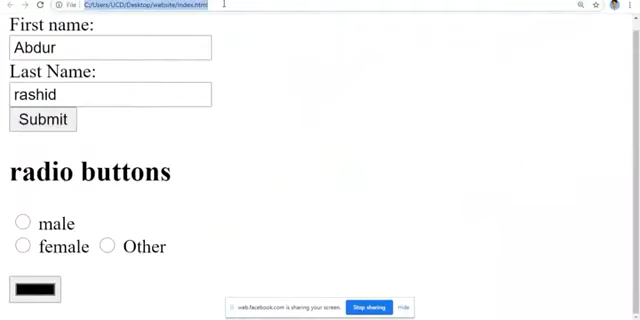 File C:/Users/UCD/Desktop/website/index.html
First name:
Abdur
Last Name:
rashid
Submit
radio buttons
male
female Other
web.facebook.com is sharing your screen. Stop sharing Hide